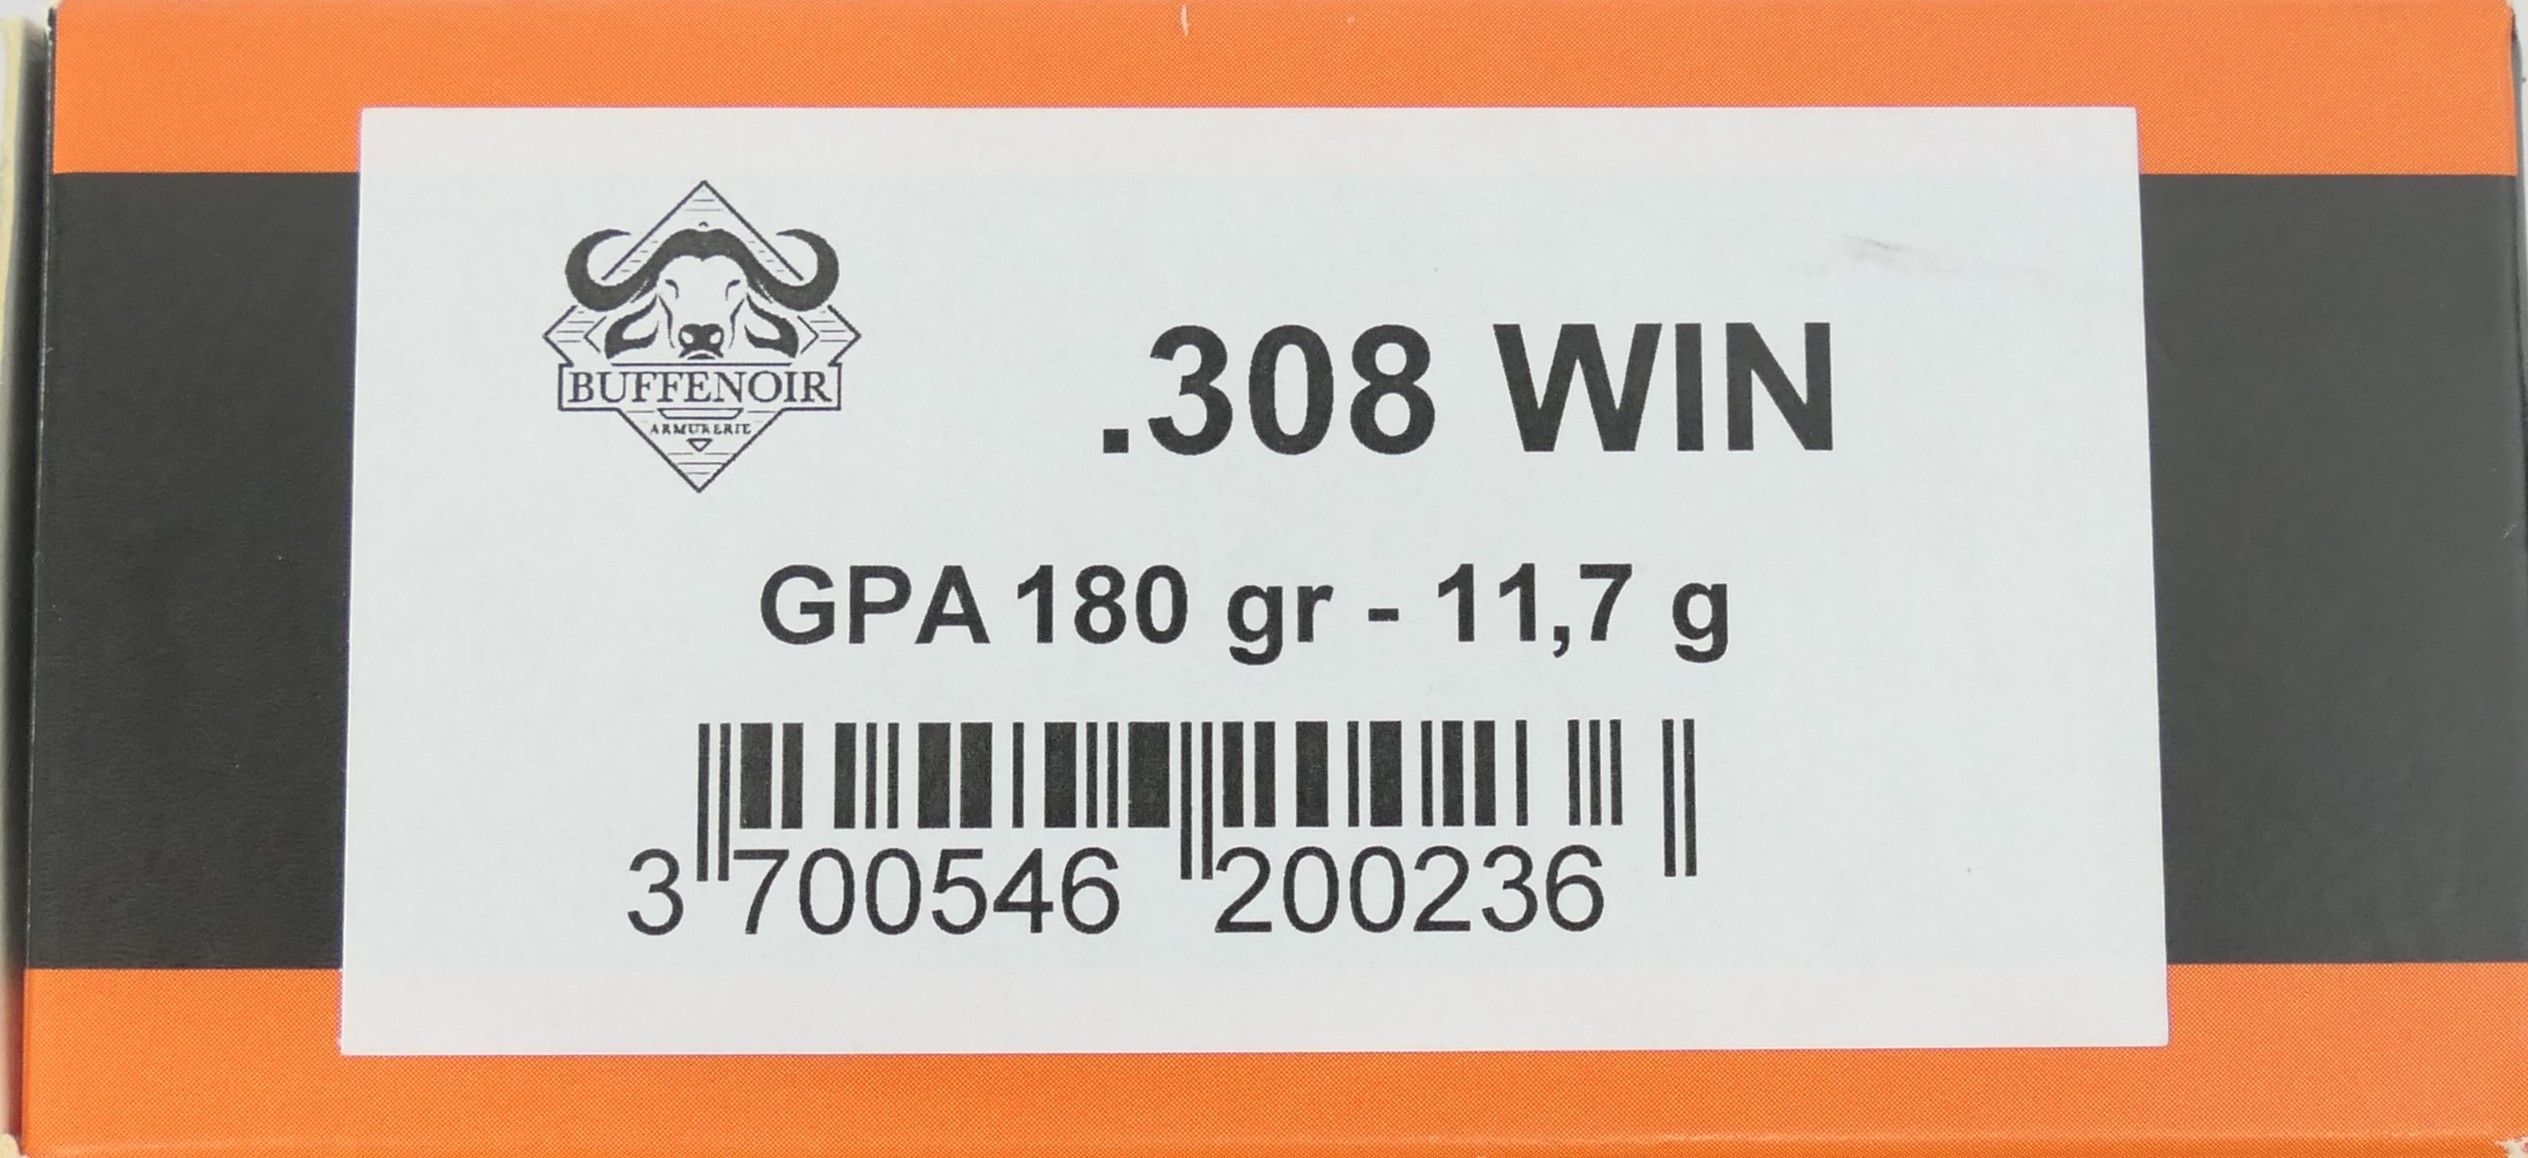 BUFFENOIR
ARMURERIE
.308 WIN
GPA 180 gr - 11,7 g
3 700546 200236